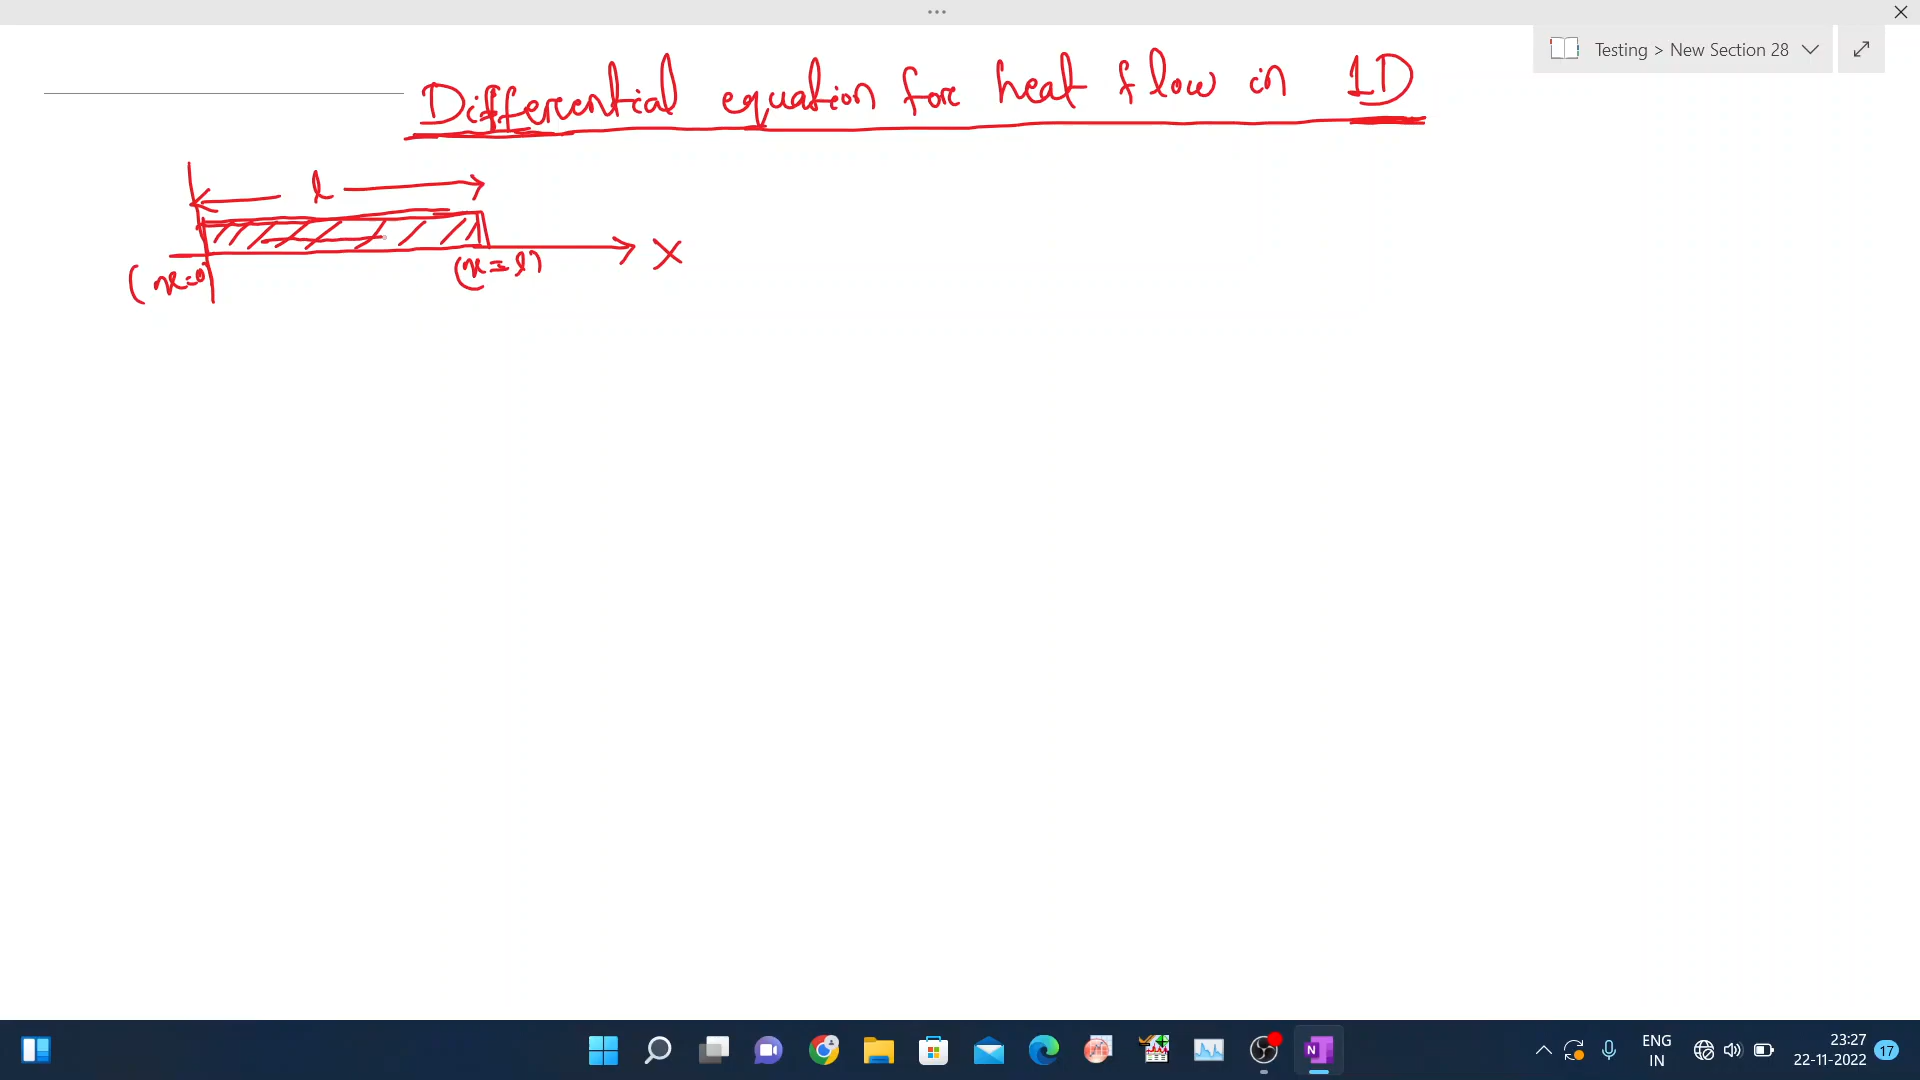 Testing > New Section 28
Differential equation for heat flow in 1D
l
X
(x=0)
(x=l)
ENG
IN
23:27
22-11-2022
17